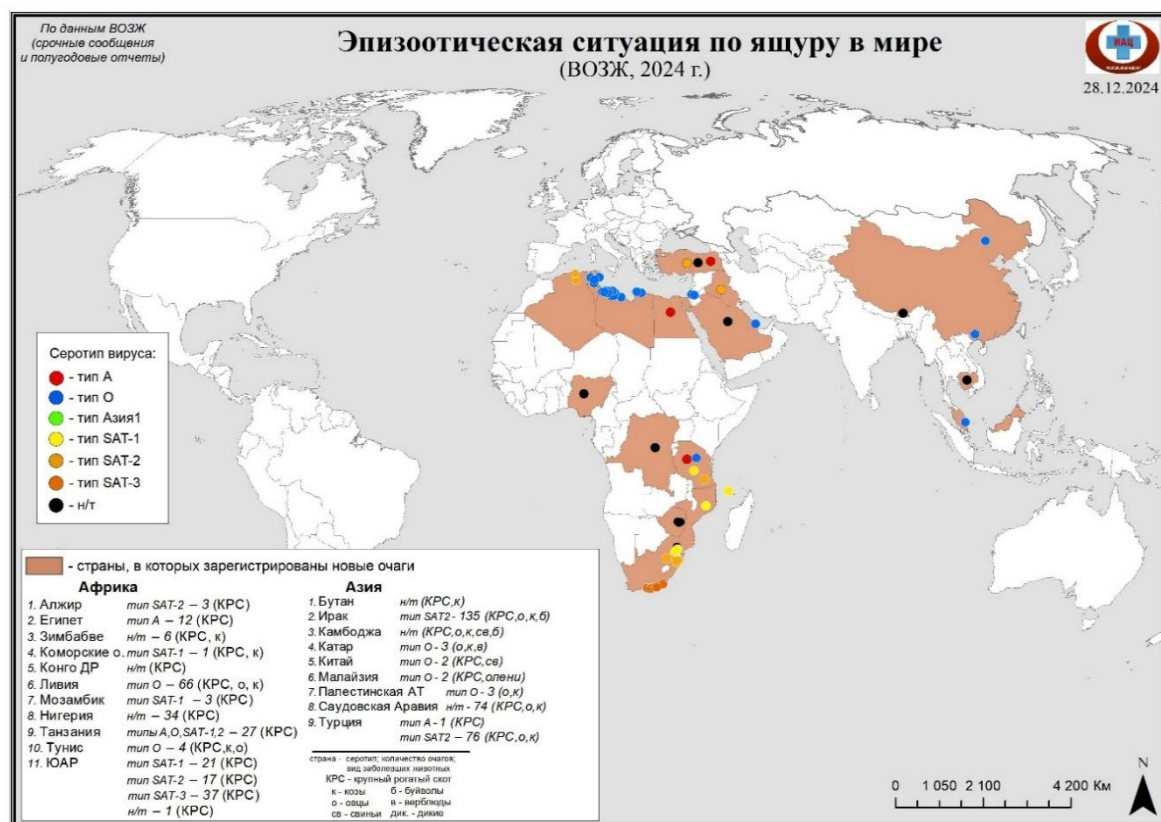 По данным ВОЗЖ
(срочные сообщения
и полугодовые отчеты)
Эпизоотическая ситуация по ящуру в мире
(ВОЗЖ, 2024 г.)
ИАЦ
28.12.2024
Серотип вируса:
- тип А
- тип О
- тип Азия1
- тип SAT-1
- тип SAT-2
- тип SAT-3
- н/т
- страны, в которых зарегистрированы новые очаги
Африка
1. Алжир тип SAT-2 – 3 (КРС)
2. Египет тип А – 12 (КРС)
3. Зимбабве н/т – 6 (КРС, к)
4. Коморские о. тип SAT-1 – 1 (КРС, к)
5. Конго ДР н/т (КРС)
6. Ливия тип О – 66 (КРС, о, к)
7. Мозамбик тип SAT-1 – 3 (КРС)
8. Нигерия н/т – 34 (КРС)
9. Танзания типы А,О,SAT-1,2 – 27 (КРС)
10. Тунис тип О – 4 (КРС,к,о)
11. ЮАР тип SAT-1 – 21 (КРС)
тип SAT-2 – 17 (КРС)
тип SAT-3 – 37 (КРС)
н/т – 1 (КРС)
Азия
1. Бутан н/т (КРС,к)
2. Ирак тип SAT2 - 135 (КРС,о,к,б)
3. Камбоджа н/т (КРС,о,к,св,б)
4. Катар тип О - 3 (о,к,в)
5. Китай тип О - 2 (КРС,св)
6. Малайзия тип О - 2 (КРС,олени)
7. Палестинская АТ тип О - 3 (о,к)
8. Саудовская Аравия н/т - 74 (КРС,о,к)
9. Турция тип А - 1 (КРС)
тип SAT2 – 76 (КРС,о,к)
страна - серотип; количество очагов;
вид заболевших животных
КРС - крупный рогатый скот
к - козы б - буйволы
о - овцы в - верблюды
св - свиньи дик. - дикие
N
0 1 050 2 100 4 200 Км